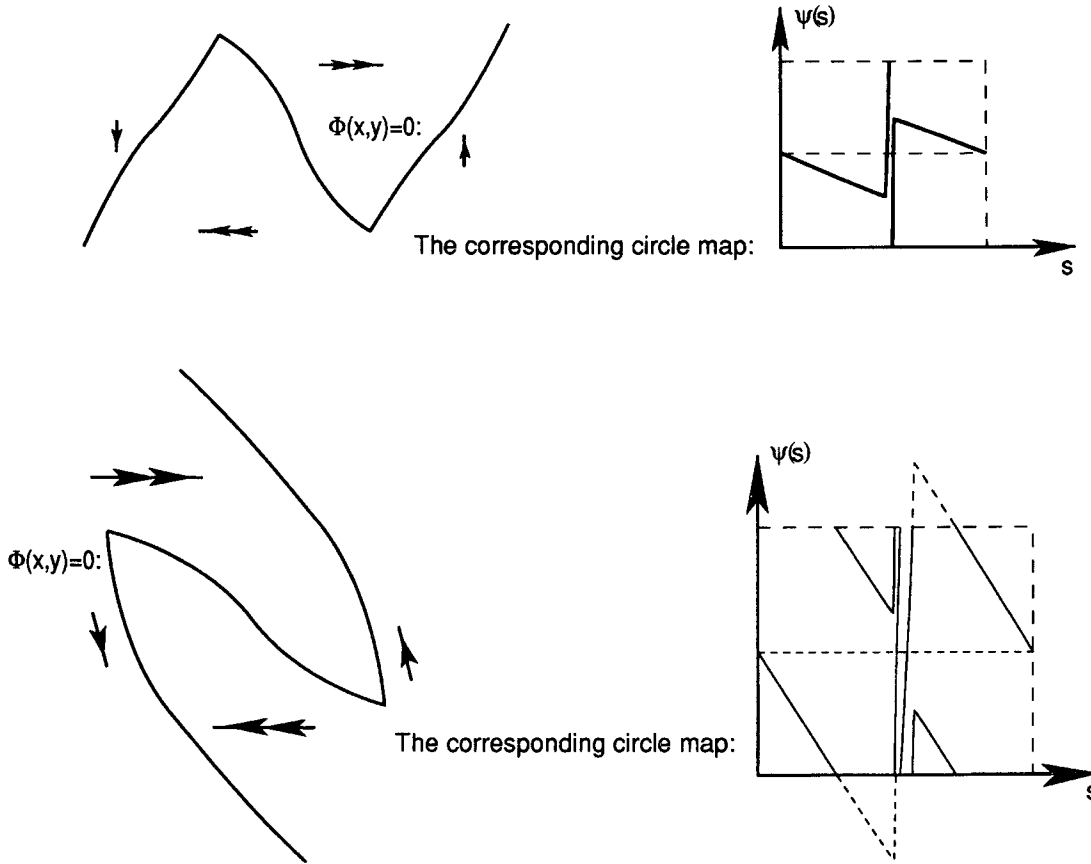 ψ(s)
Φ(x,y)=0:
The corresponding circle map:
s
ψ(s)
Φ(x,y)=0:
The corresponding circle map:
s